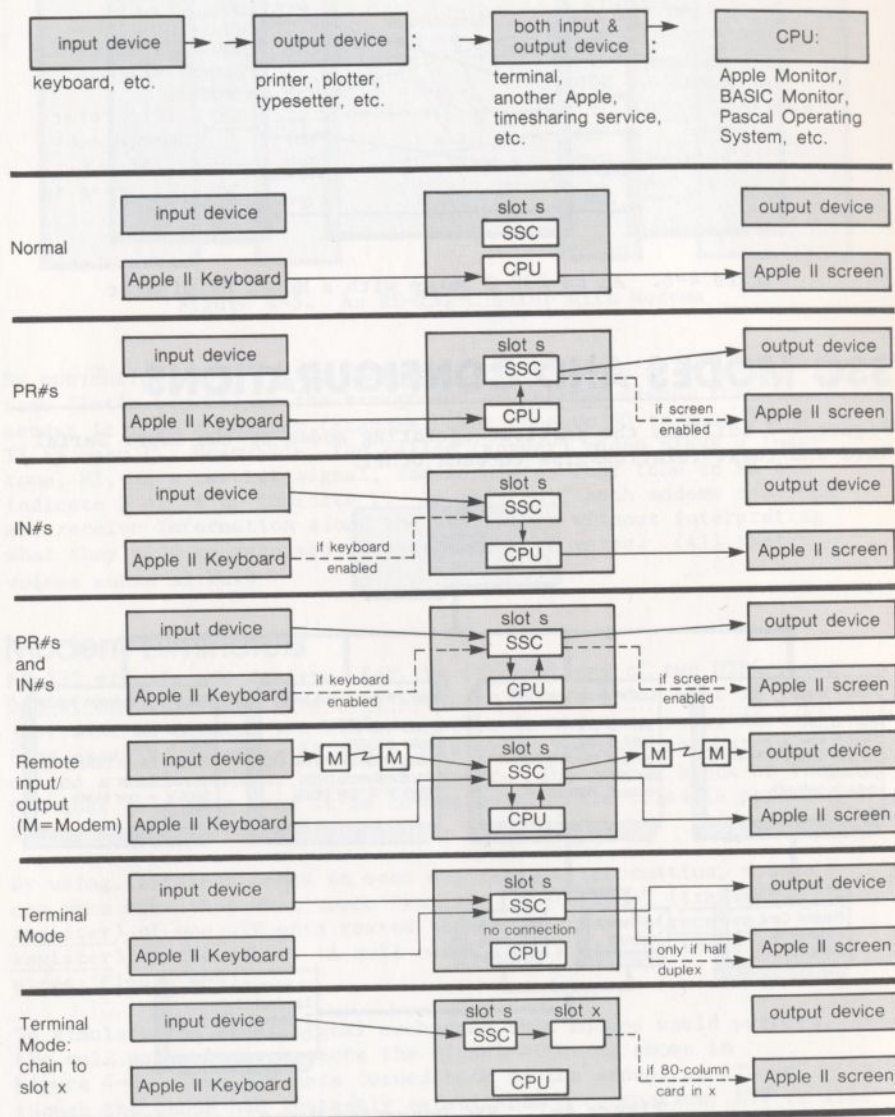 input device
keyboard, etc.
output device :
printer, plotter,
typesetter, etc.
both input &
output device
:
terminal,
another Apple,
timesharing service,
etc.
CPU:
Apple Monitor,
BASIC Monitor,
Pascal Operating
System, etc.
Normal
input device
Apple II Keyboard
slot s
SSC
CPU
output device
Apple II screen
PR#s
input device
Apple II Keyboard
slot s
SSC
CPU
if screen
enabled
output device
Apple II screen
IN#s
input device
Apple II Keyboard
if keyboard
enabled
slot s
SSC
CPU
output device
Apple II screen
PR#s
and
IN#s
input device
Apple II Keyboard
if keyboard
enabled
slot s
SSC
CPU
if screen
enabled
output device
Apple II screen
Remote
input/
output
(M=Modem)
input device
Apple II Keyboard
M
M
slot s
SSC
CPU
M
M
output device
Apple II screen
Terminal
Mode
input device
Apple II Keyboard
slot s
SSC
no connection
CPU
only if half
duplex
output device
Apple II screen
Terminal
Mode:
chain to
slot x
input device
Apple II Keyboard
slot s
slot x
SSC
CPU
if 80-column
card in x
output device
Apple II screen